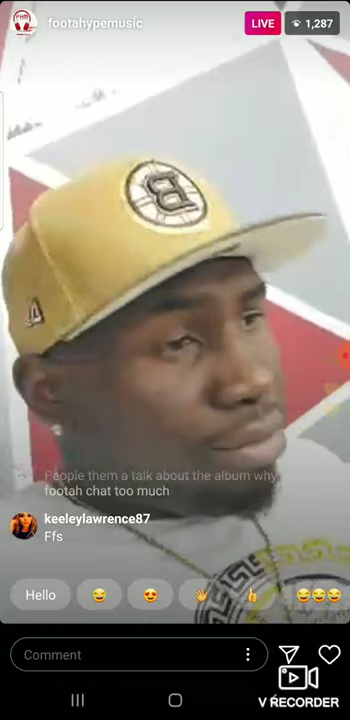 footahypemusic
LIVE
1,287
B
People them a talk about the album why
footah chat too much
keeleylawrence87
Ffs
Hello
Comment
V RECORDER